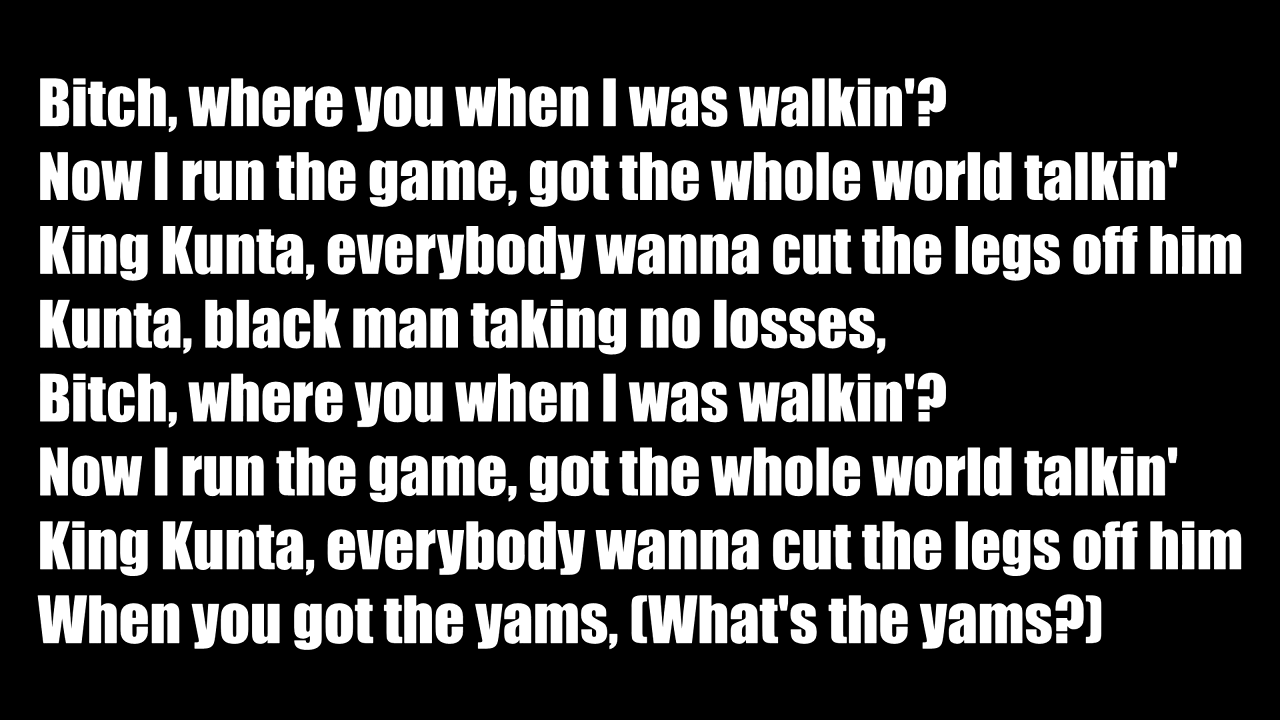 Bitch, where you when I was walkin'?
Now I run the game, got the whole world talkin'
King Kunta, everybody wanna cut the legs off him
Kunta, black man taking no losses,
Bitch, where you when I was walkin'?
Now I run the game, got the whole world talkin'
King Kunta, everybody wanna cut the legs off him
When you got the yams, (What's the yams?)